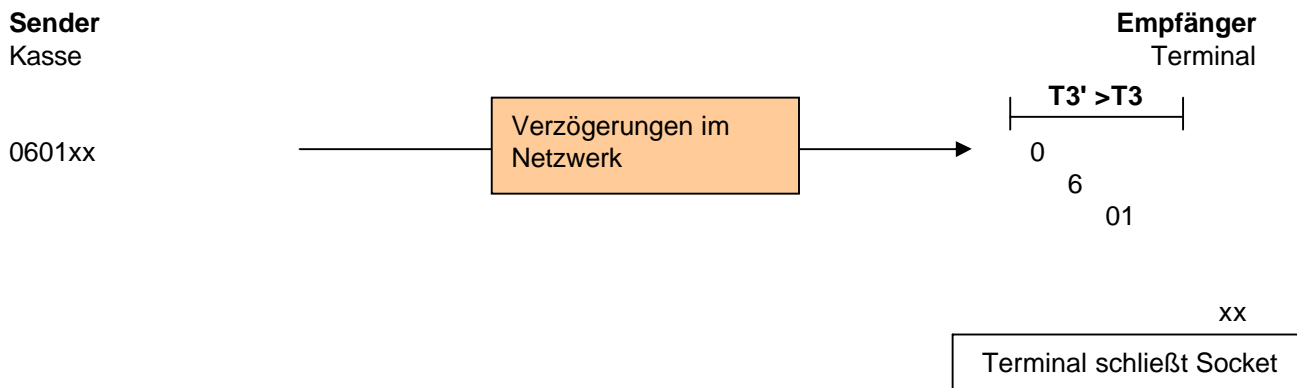 Sender
Kasse
Empfänger
Terminal
T3' >T3
0601xx
Verzögerungen im
Netzwerk
0
6
01
xx
Terminal schließt Socket